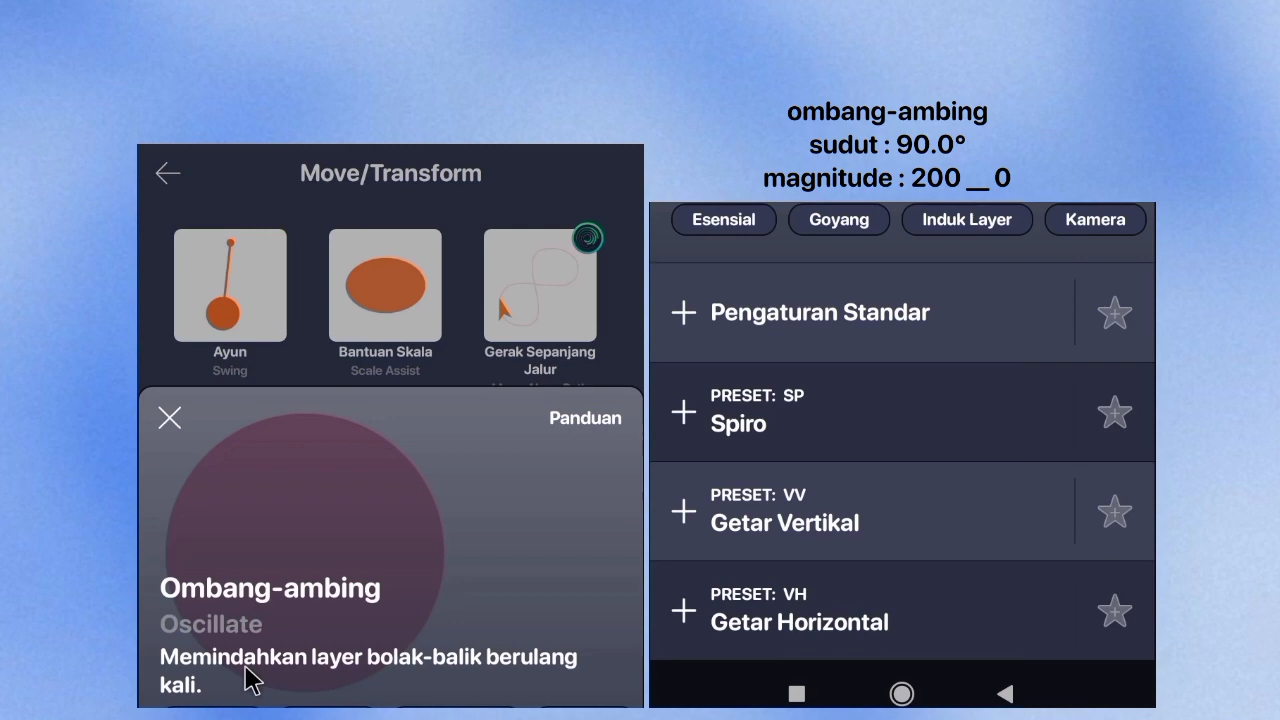 ombang-ambing
sudut : 90.0°
magnitude : 200 __ 0
Move/Transform
Ayun
Swing
Bantuan Skala
Scale Assist
Gerak Sepanjang
Jalur
Panduan
Ombang-ambing
Oscillate
Memindahkan layer bolak-balik berulang
kali.
Esensial
Goyang
Induk Layer
Kamera
Pengaturan Standar
PRESET: SP
Spiro
PRESET: VV
Getar Vertikal
PRESET: VH
Getar Horizontal